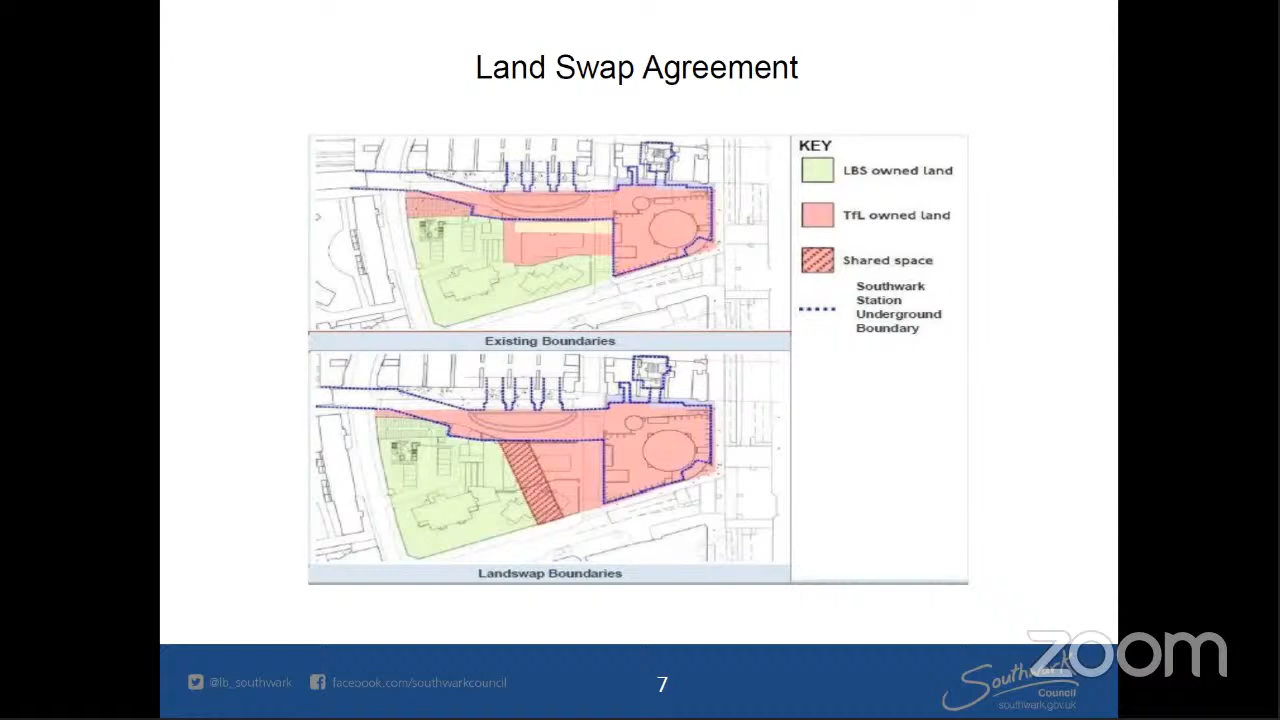 Land Swap Agreement
KEY
LBS owned land
TfL owned land
Shared space
Southwark
Station
Underground
Boundary
Existing Boundaries
Landswap Boundaries
@lb_southwark
facebook.com/southwarkcouncil
7
zoom
Southwark
Council
southwark.gov.uk